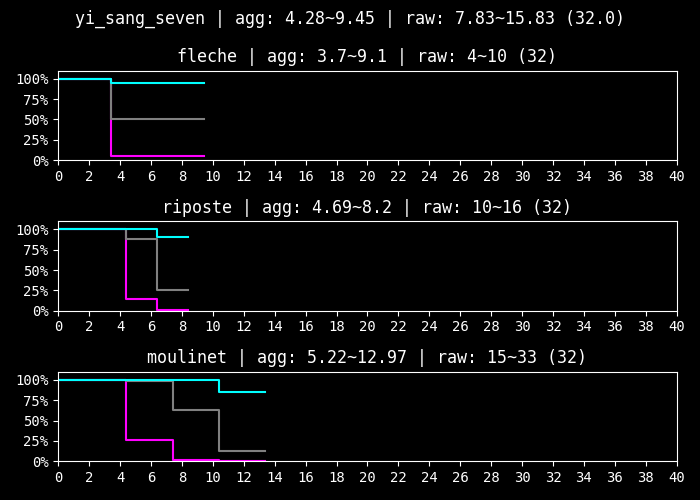 yi_sang_seven | agg: 4.28~9.45 | raw: 7.83~15.83 (32.0)
fleche | agg: 3.7~9.1 | raw: 4~10 (32)
100%
75%
50%
25%
0%
0 2 4 6 8 10 12 14 16 18 20 22 24 26 28 30 32 34 36 38 40
riposte | agg: 4.69~8.2 | raw: 10~16 (32)
100%
75%
50%
25%
0%
0 2 4 6 8 10 12 14 16 18 20 22 24 26 28 30 32 34 36 38 40
moulinet | agg: 5.22~12.97 | raw: 15~33 (32)
100%
75%
50%
25%
0%
0 2 4 6 8 10 12 14 16 18 20 22 24 26 28 30 32 34 36 38 40